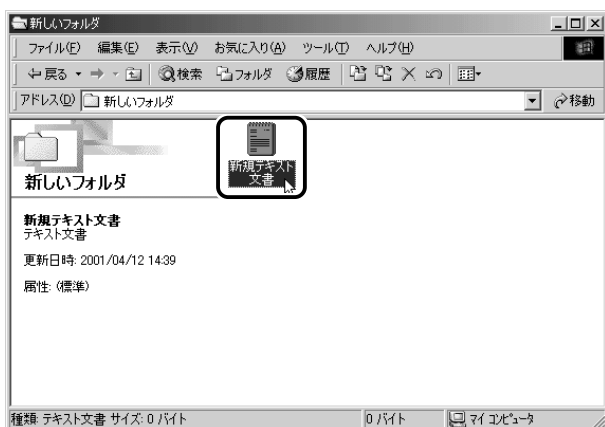 新しいフォルダ
ファイル(F) 編集(E) 表示(V) お気に入り(A) ツール(T) ヘルプ(H)
戻る 検索 フォルダ 履歴
アドレス(D) 新しいフォルダ 移動
新規テキスト
文書
新しいフォルダ
新規テキスト文書
テキスト文書
更新日時: 2001/04/12 14:39
属性: (標準)
種類: テキスト文書 サイズ: 0 バイト 0 バイト マイ コンピュータ